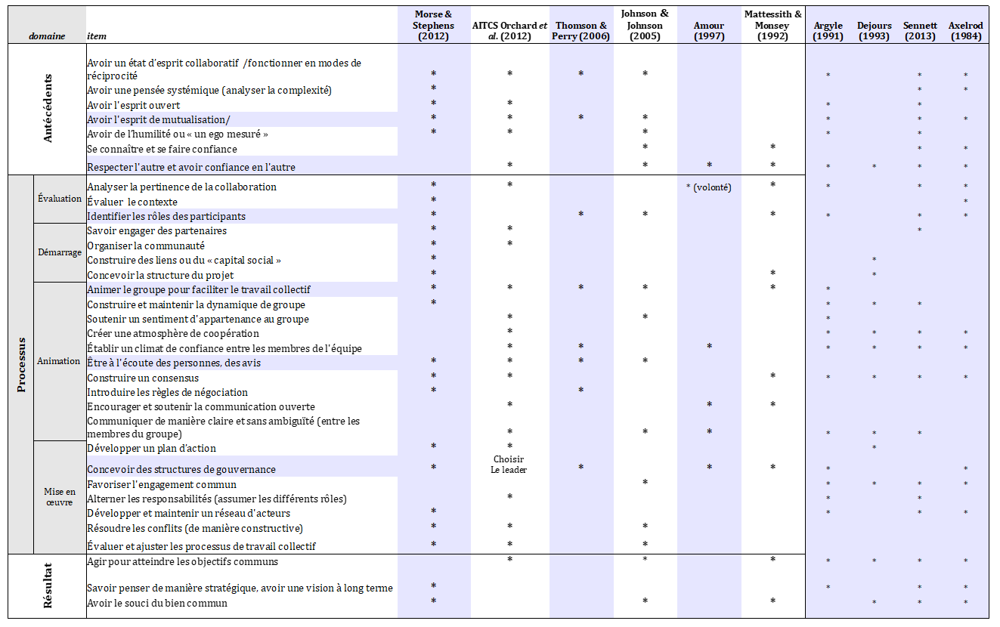 domaine item Morse & Stephens (2012) AITCS Orchard et al. (2012) Thomson & Perry (2006) Johnson & Johnson (2005) Amour (1997) Mattessith & Monsey (1992) Argyle (1991) Dejours (1993) Sennett (2013) Axelrod (1984)
Antécédents
Avoir un état d'esprit collaboratif /fonctionner en modes de
réciprocité * * * * * * *
Avoir une pensée systémique (analyser la complexité) * * *
Avoir l'esprit ouvert * * * *
Avoir l'esprit de mutualisation/ * * * * * * *
Avoir de l'humilité ou « un ego mesuré » * * * * *
Se connaître et se faire confiance * * * *
Respecter l'autre et avoir confiance en l'autre * * * * * * * *
Processus
Évaluation
Analyser la pertinence de la collaboration * * * (volonté) * * * *
Évaluer le contexte * *
Identifier les rôles des participants * * * * * * *
Démarrage
Savoir engager des partenaires * * *
Organiser la communauté * *
Construire des liens ou du « capital social » * *
Concevoir la structure du projet * * *
Animation
Animer le groupe pour faciliter le travail collectif * * * * * *
Construire et maintenir la dynamique de groupe * * * *
Soutenir un sentiment d'appartenance au groupe * * *
Créer une atmosphère de coopération * * * * *
Établir un climat de confiance entre les membres de l'équipe * * * * * * *
Être à l'écoute des personnes, des avis * * * *
Construire un consensus * * * * * * *
Introduire les règles de négociation * *
Encourager et soutenir la communication ouverte * * *
Communiquer de manière claire et sans ambiguïté (entre les
membres du groupe) * * * * * *
Mise en
œuvre
Développer un plan d'action * * *
Choisir
Le leader
Concevoir des structures de gouvernance * * * * * *
Favoriser l'engagement commun * * * * *
Alterner les responsabilités (assumer les différents rôles) * * *
Développer et maintenir un réseau d'acteurs * * * *
Résoudre les conflits (de manière constructive) * * *
Évaluer et ajuster les processus de travail collectif * * *
Résultat
Agir pour atteindre les objectifs communs * * * * * * *
Savoir penser de manière stratégique, avoir une vision à long terme * * * *
Avoir le souci du bien commun * * * * * *